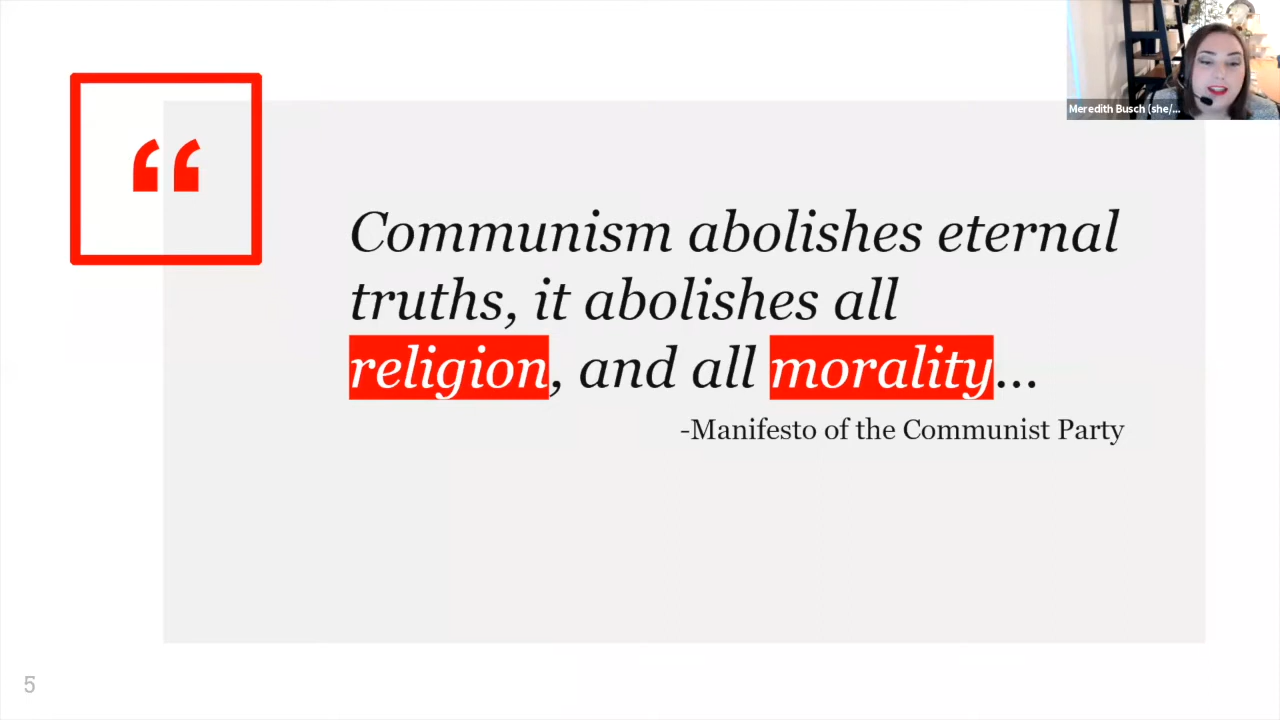 Meredith Busch (she/...
“
Communism abolishes eternal
truths, it abolishes all
religion, and all morality...
-Manifesto of the Communist Party
5